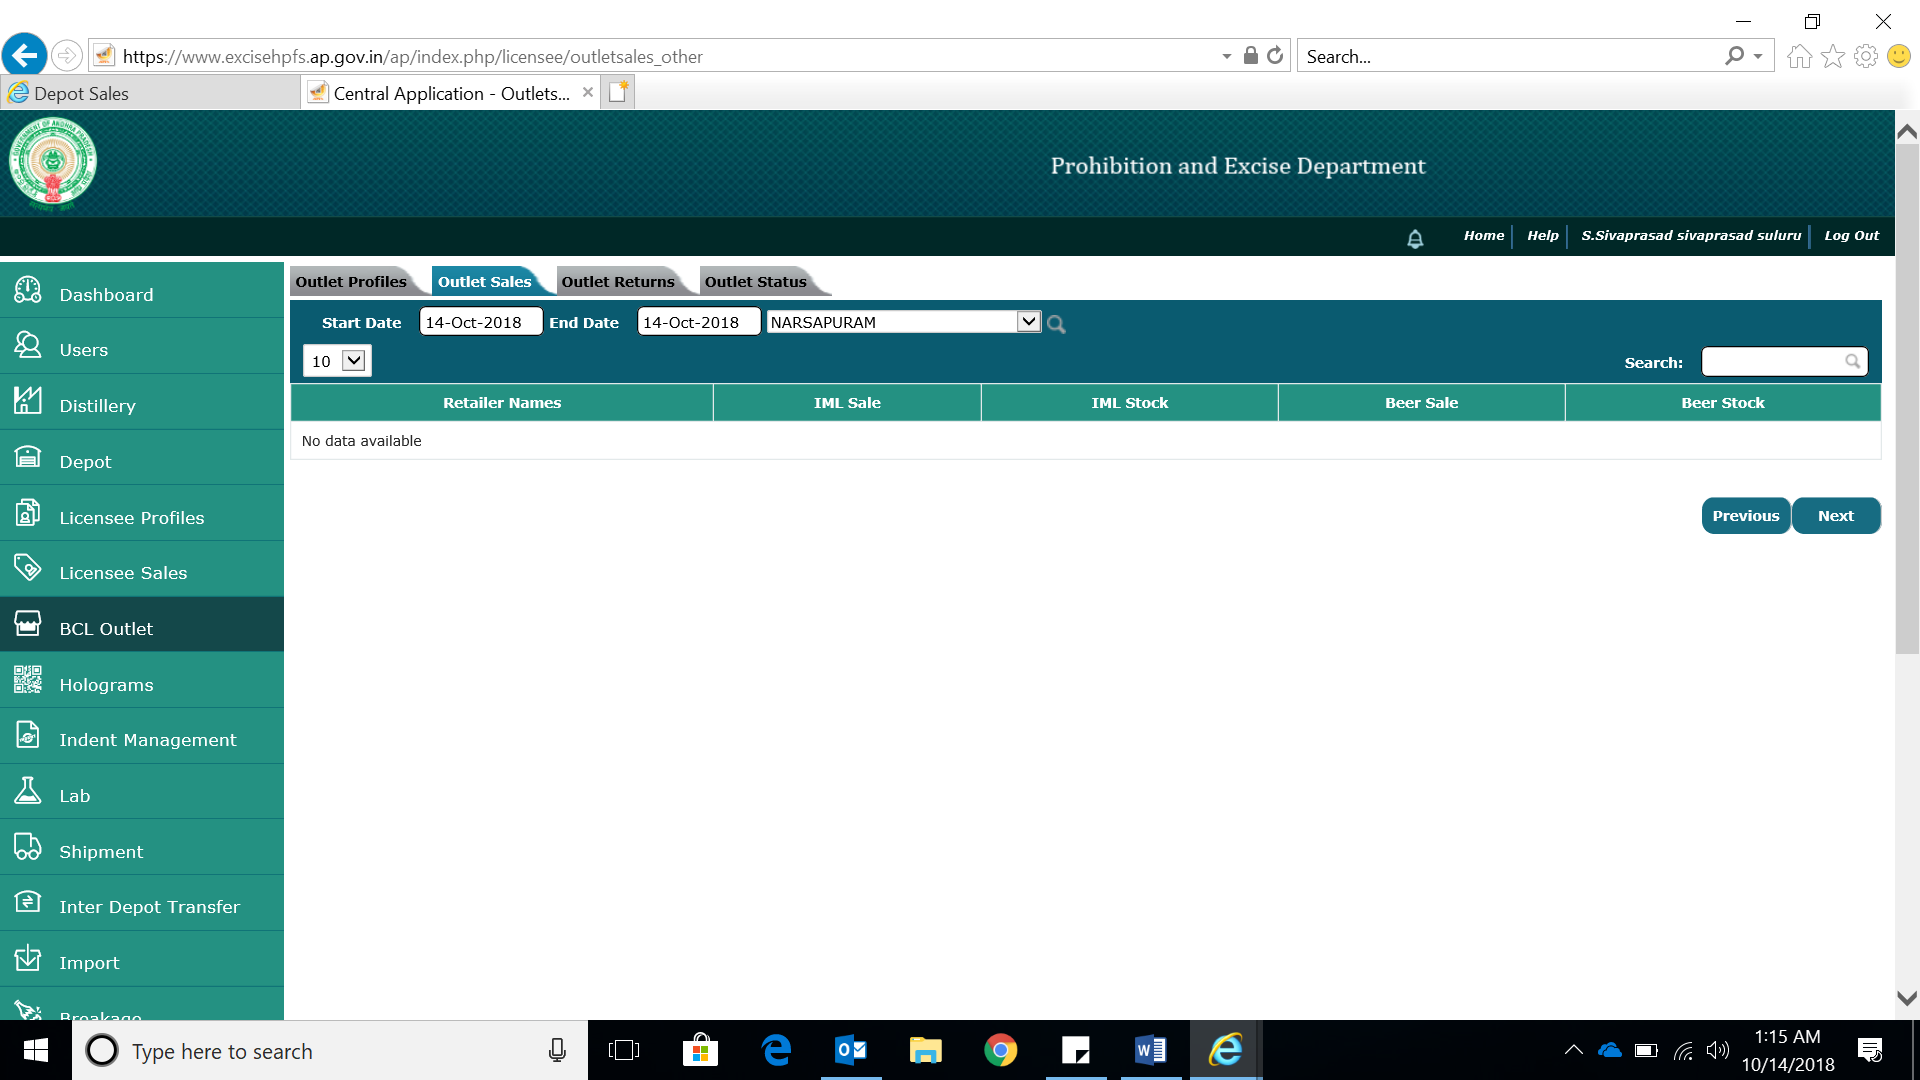 https://www.excisehpfs.ap.gov.in/ap/index.php/licensee/outletsales_other
Search...
Depot Sales
Central Application - Outlets...
Prohibition and Excise Department
Home Help S.Sivaprasad sivaprasad suluru Log Out
Dashboard
Users
Distillery
Depot
Licensee Profiles
Licensee Sales
BCL Outlet
Holograms
Indent Management
Lab
Shipment
Inter Depot Transfer
Import
Breakage
Outlet Profiles Outlet Sales Outlet Returns Outlet Status
Start Date 14-Oct-2018 End Date 14-Oct-2018 NARSAPURAM
10 Search:
Retailer Names IML Sale IML Stock Beer Sale Beer Stock
No data available
Previous Next
Type here to search
1:15 AM
10/14/2018